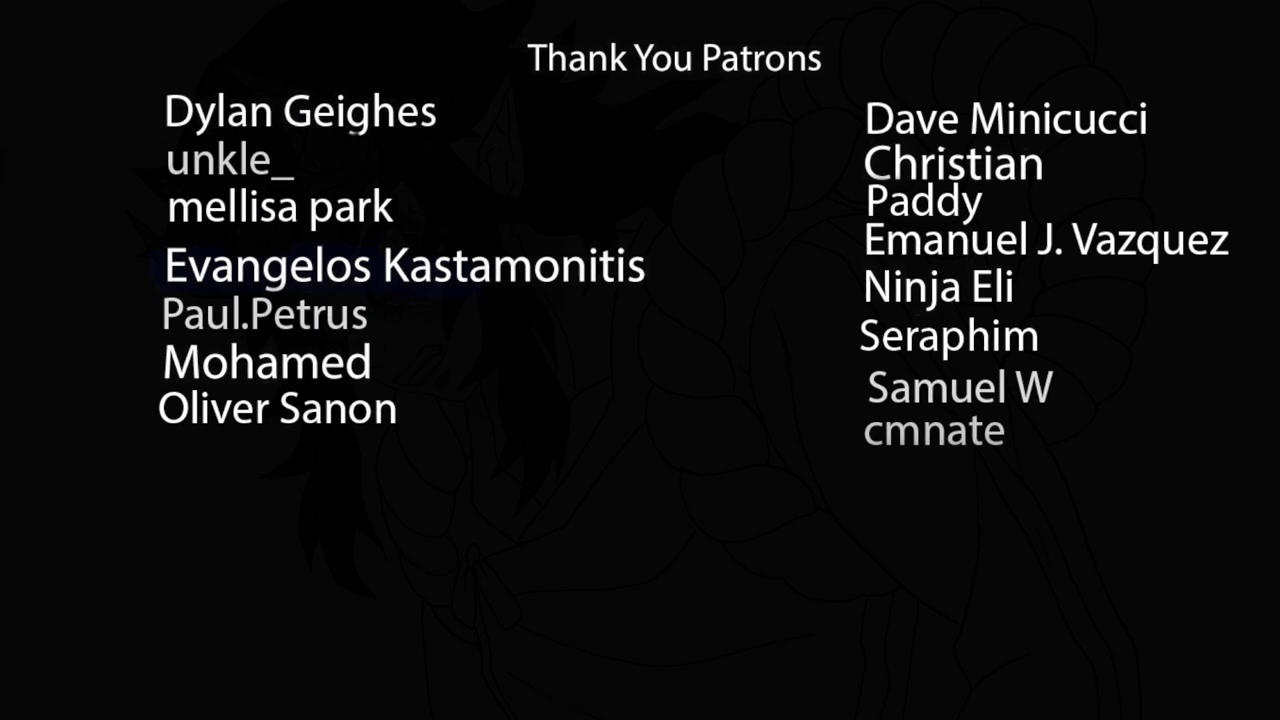 Thank You Patrons
Dylan Geighes
unkle_
mellisa park
Evangelos Kastamonitis
Paul.Petrus
Mohamed
Oliver Sanon
Dave Minicucci
Christian
Paddy
Emanuel J. Vazquez
Ninja Eli
Seraphim
Samuel W
cmnate